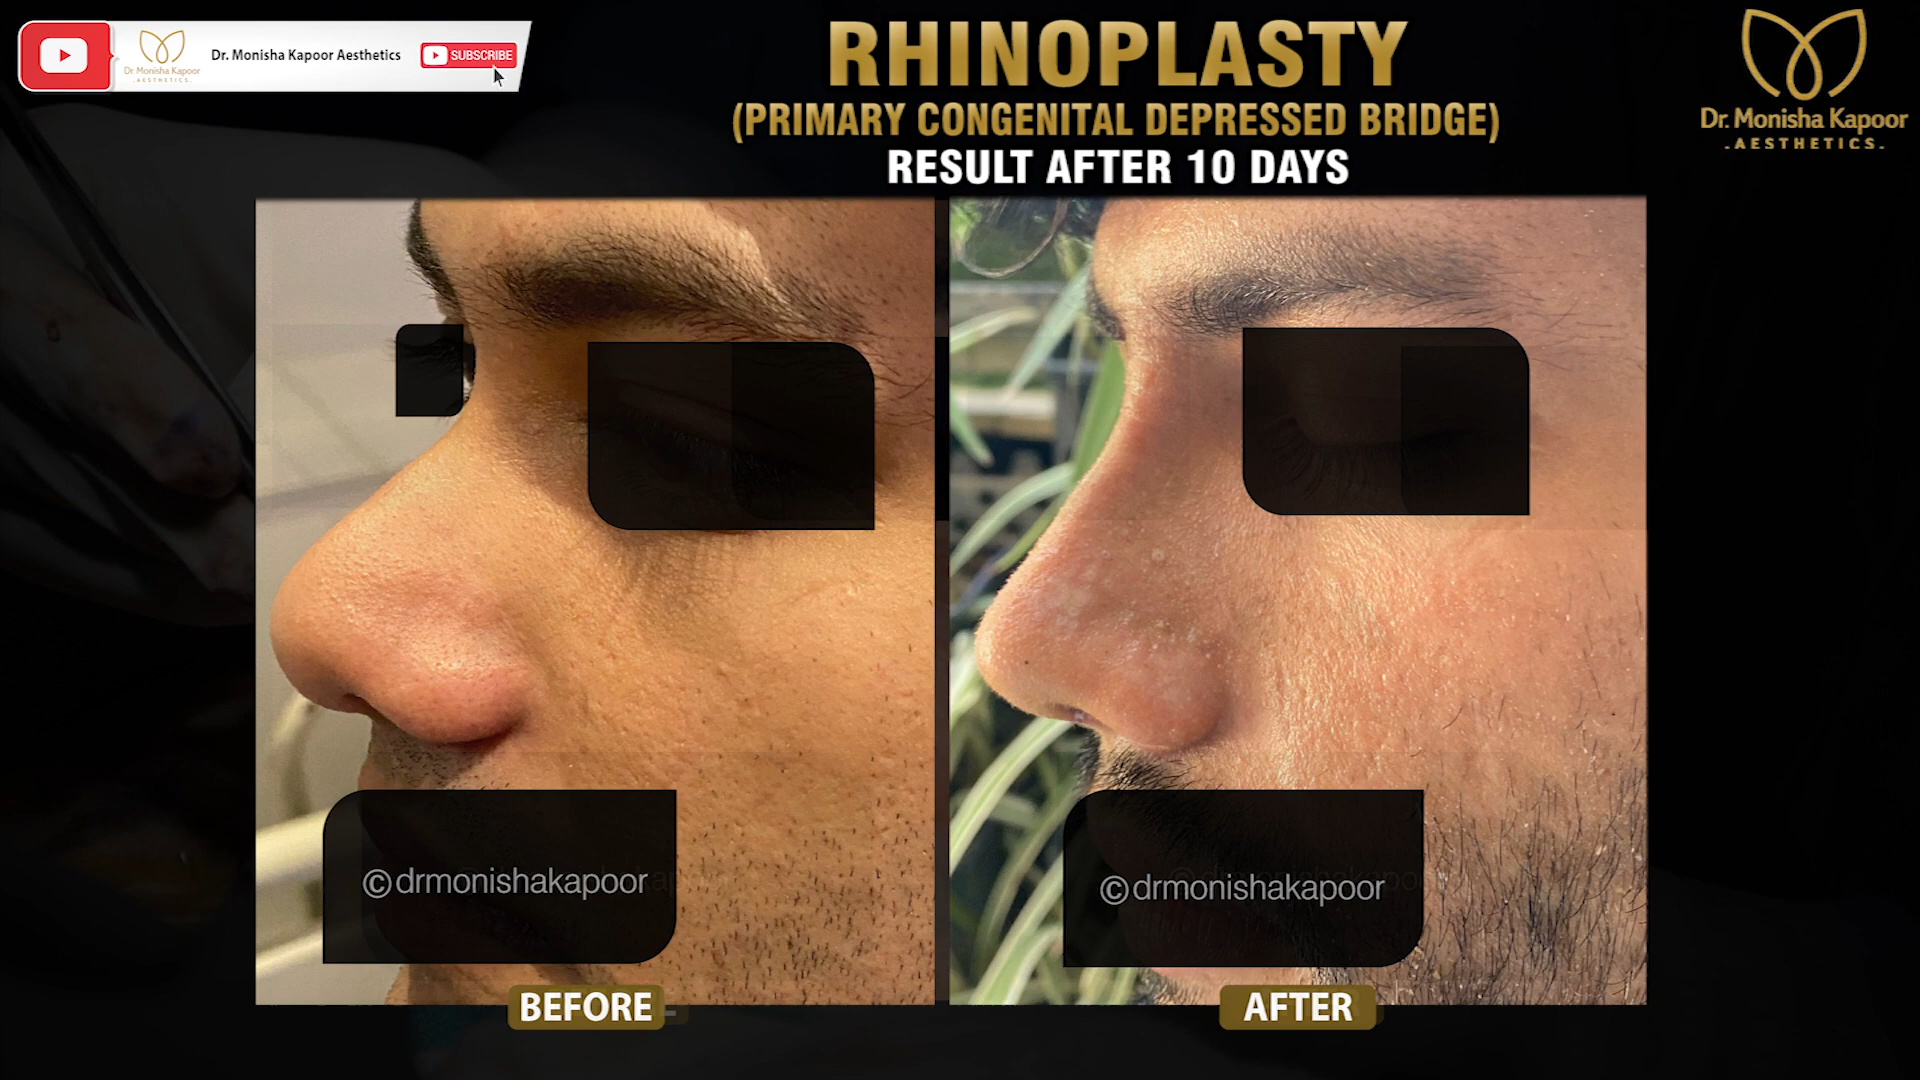 Dr. Monisha Kapoor
AESTHETICS.
Dr. Monisha Kapoor Aesthetics
SUBSCRIBE
RHINOPLASTY
(PRIMARY CONGENITAL DEPRESSED BRIDGE)
RESULT AFTER 10 DAYS
Dr. Monisha Kapoor
.AESTHETICS.
©drmonishakapoor
©drmonishakapoor
BEFORE
AFTER